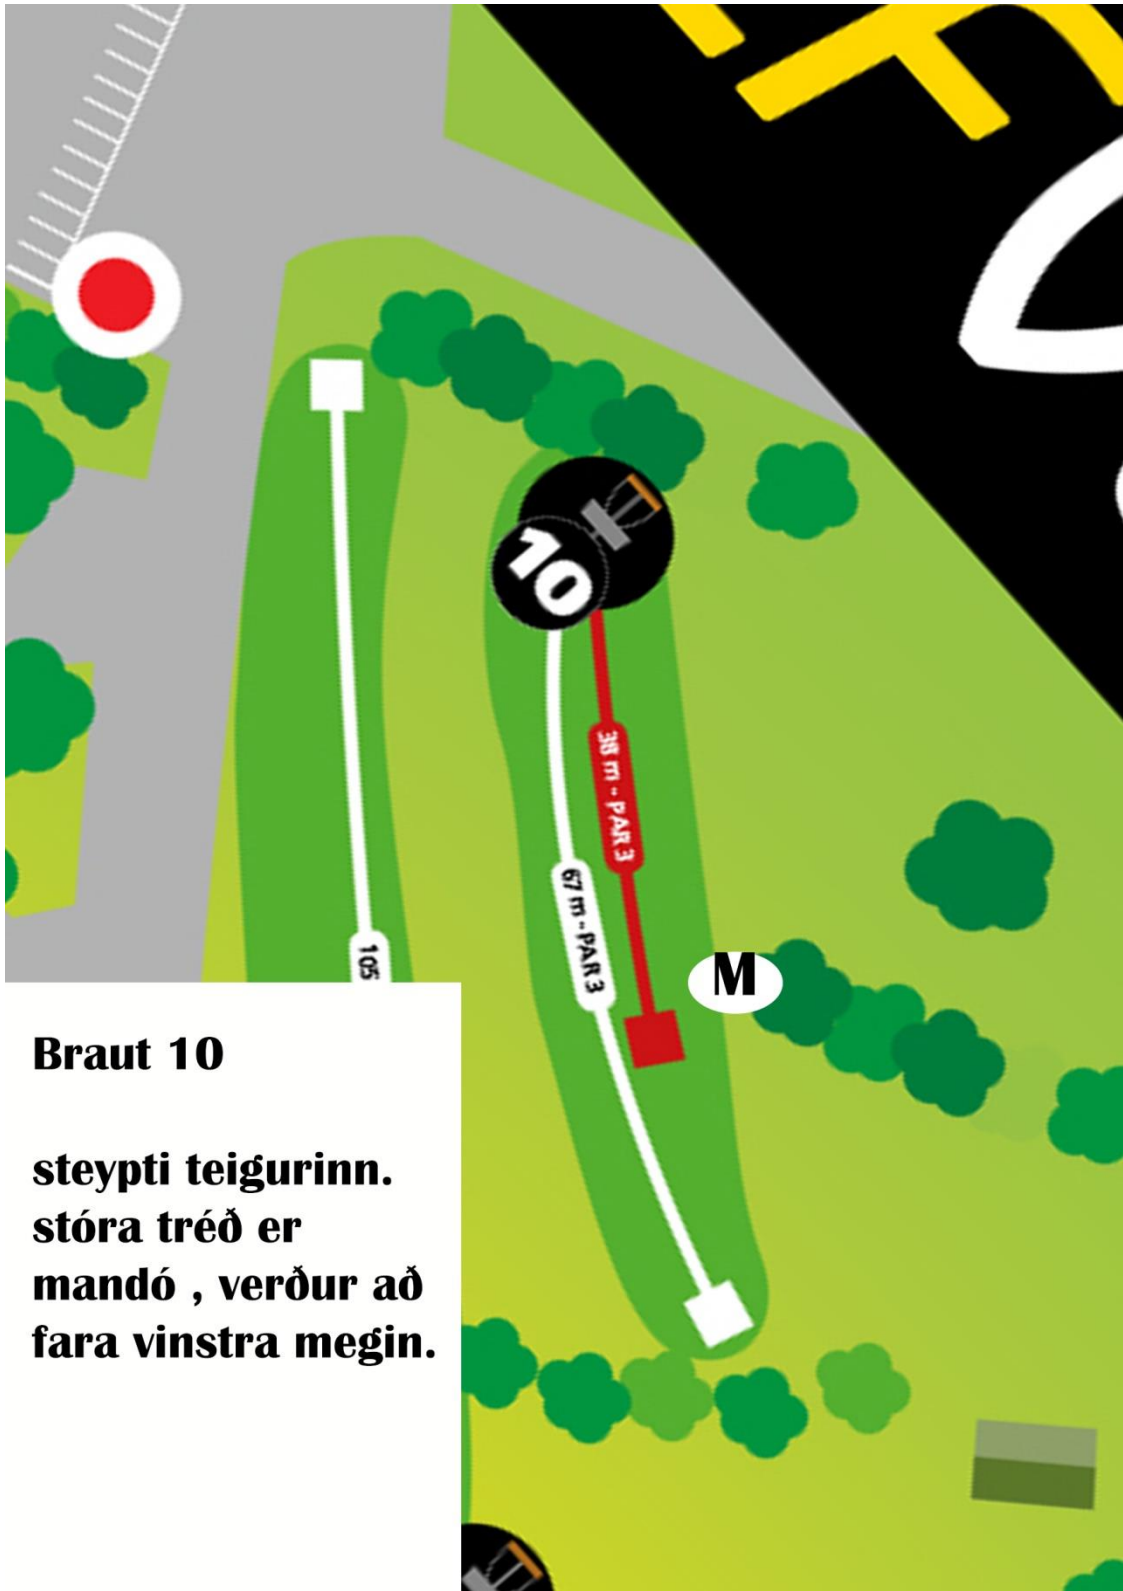 10
38 m - PAR 3
67 m - PAR 3
105
M
Braut 10
steypti teigurinn.
stóra tréð er
mandó , verður að
fara vinstra megin.